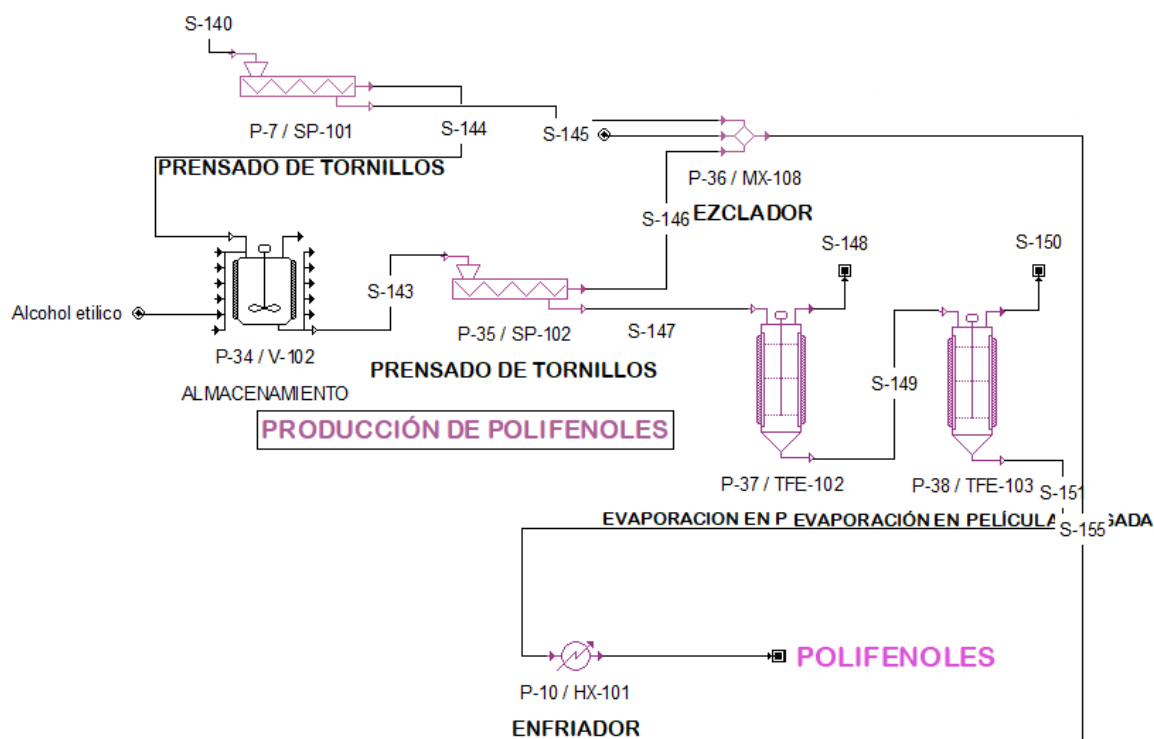 S-140
P-7 / SP-101
S-144
S-145
PRENSADO DE TORNILLOS
P-36 / MX-108
S-146
EZCLADOR
S-148
S-150
S-143
Alcohol etilico
P-35 / SP-102
S-147
P-34 / V-102
PRENSADO DE TORNILLOS
S-149
ALMACENAMIENTO
PRODUCCIÓN DE POLIFENOLES
P-37 / TFE-102
P-38 / TFE-103
S-151
EVAPORACION EN P
EVAPORACIÓN EN PELÍCULA
GADA
S-155
POLIFENOLES
P-10 / HX-101
ENFRIADOR